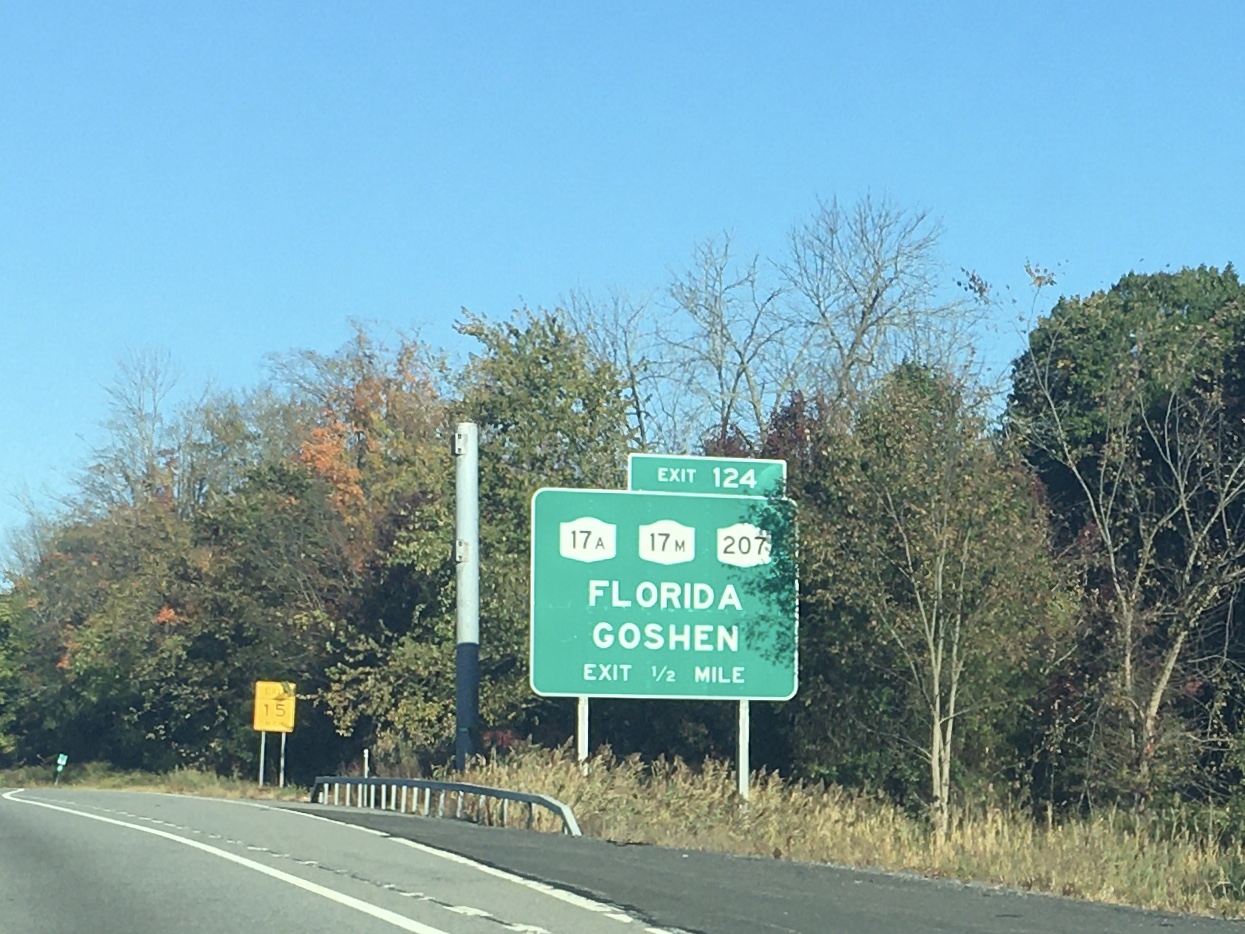 EXIT 124
17A 17M 207
FLORIDA
GOSHEN
EXIT 1/2 MILE
15